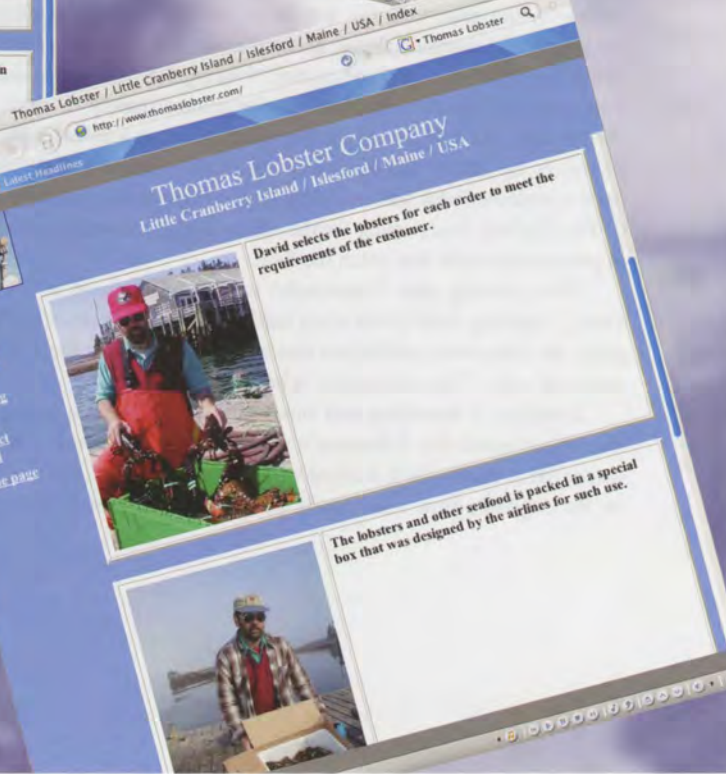 n
Thomas Lobster / Little Cranberry Island / Islesford / Maine / USA / Index
http://www.thomaslobster.com/
G Thomas Lobster
Latest Headlines
Thomas Lobster Company
Little Cranberry Island / Islesford / Maine / USA
David selects the lobsters for each order to meet the
requirements of the customer.
e page
The lobsters and other seafood is packed in a special
box that was designed by the airlines for such use.